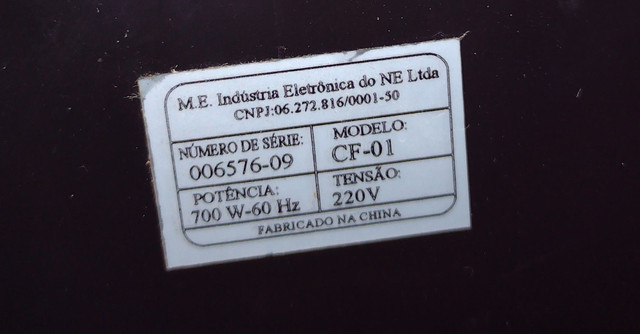 M.E. Indústria Eletrônica do NE Ltda
CNPJ:06.272.816/0001-50
NÚMERO DE SÉRIE:
006576-09
MODELO:
CF-01
POTÊNCIA:
700 W-60 Hz
TENSÃO:
220V
FABRICADO NA CHINA